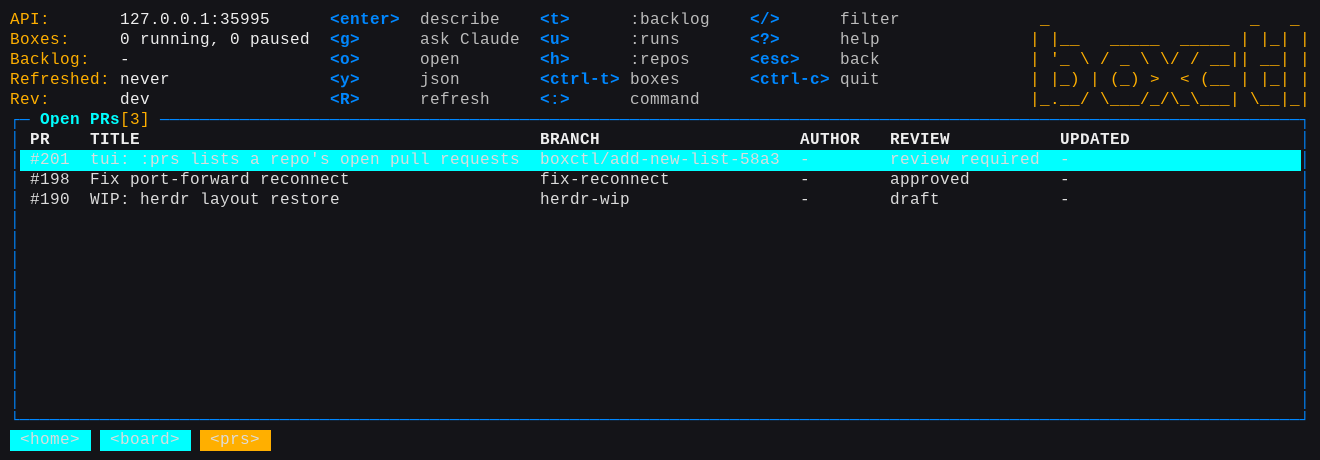 API: 127.0.0.1:35995 <enter> describe <t> :backlog </> filter
Boxes: 0 running, 0 paused <g> ask Claude <u> :runs <?> help
Backlog: - <o> open <h> :repos <esc> back
Refreshed: never <y> json <ctrl-t> boxes <ctrl-c> quit
Rev: dev <R> refresh <:> command
boxctl
Open PRs[3]
PR TITLE BRANCH AUTHOR REVIEW UPDATED
#201 tui: :prs lists a repo's open pull requests boxctl/add-new-list-58a3 - review required -
#198 Fix port-forward reconnect fix-reconnect - approved -
#190 WIP: herdr layout restore herdr-wip - draft -
<home> <board> <prs>